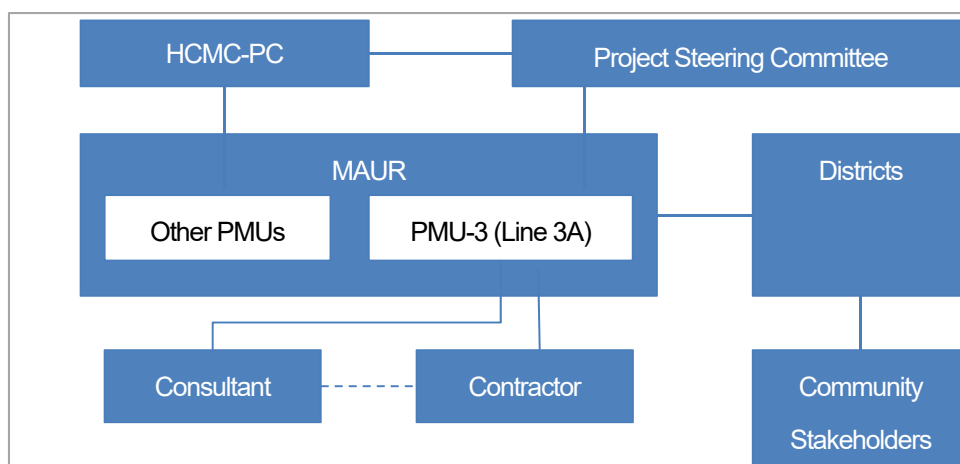 HCMC-PC
Project Steering Committee
MAUR
Districts
Other PMUs
PMU-3 (Line 3A)
Consultant
Contractor
Community
Stakeholders